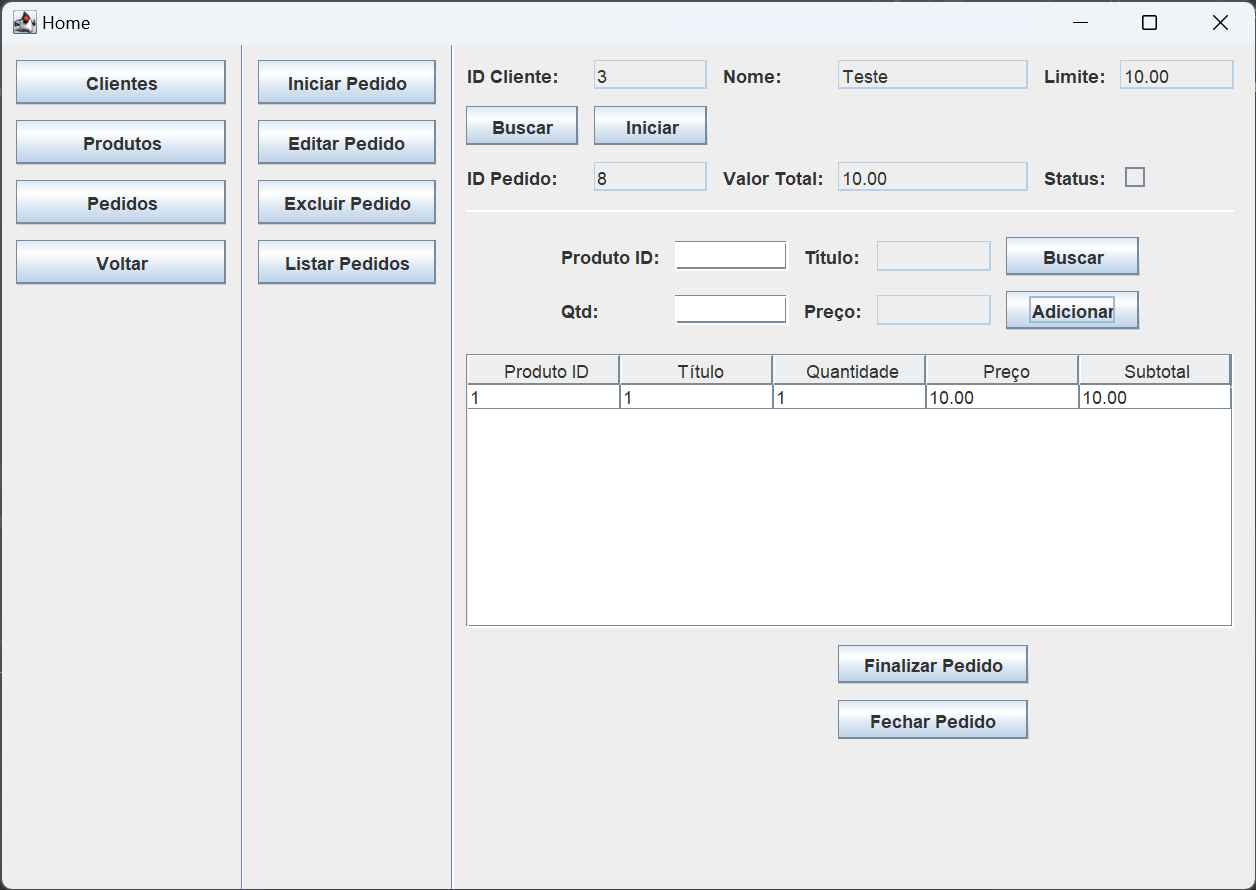 Home
Clientes
Produtos
Pedidos
Voltar
Iniciar Pedido
Editar Pedido
Excluir Pedido
Listar Pedidos
ID Cliente: 3 Nome: Teste Limite: 10.00
Buscar Iniciar
ID Pedido: 8 Valor Total: 10.00 Status:
Produto ID: Título: Buscar
Qtd: Preço: Adicionar
Produto ID Título Quantidade Preço Subtotal
1 1 1 10.00 10.00
Finalizar Pedido
Fechar Pedido